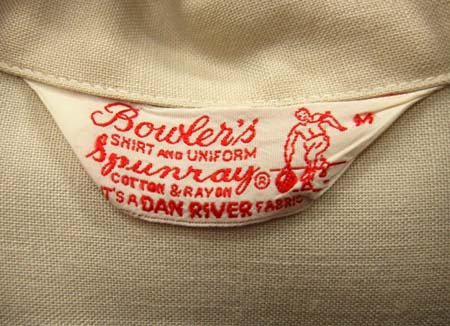 Bowler's
M
SHIRT AND UNIFORM
Spunray®
COTTON & RAYON
IT'S A DAN RIVER FABRIC